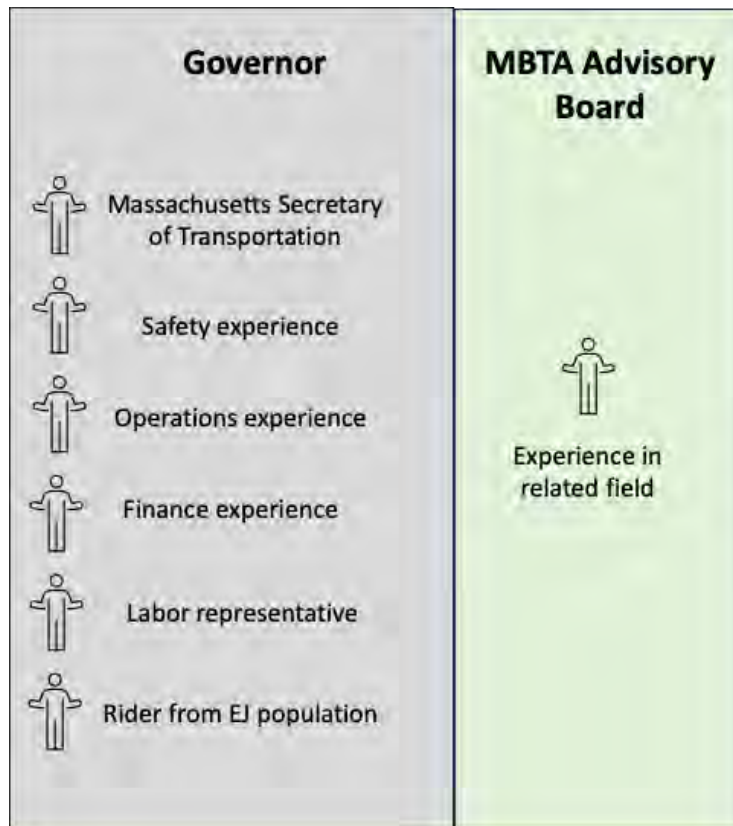 Governor
Massachusetts Secretary
of Transportation
Safety experience
Operations experience
Finance experience
Labor representative
Rider from EJ population
MBTA Advisory
Board
Experience in
related field